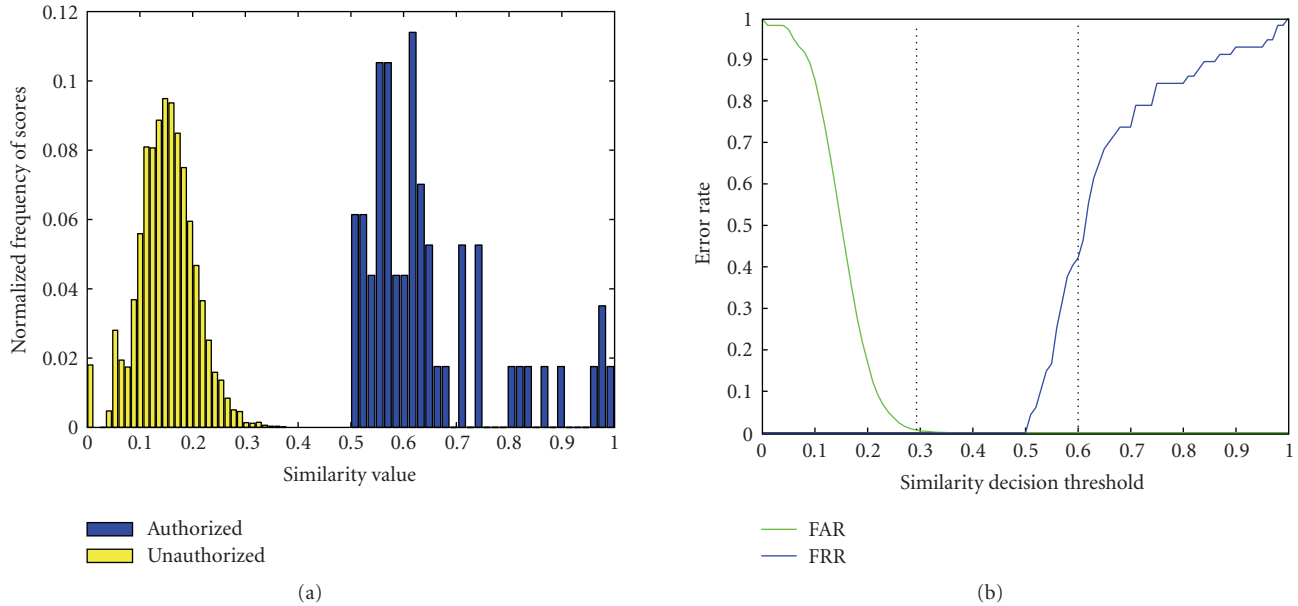 0.12
0.1
0.08
0.06
0.04
0.02
0
Normalized frequency of scores
0 0.1 0.2 0.3 0.4 0.5 0.6 0.7 0.8 0.9 1
Similarity value
Authorized
Unauthorized
(a)
1
0.9
0.8
0.7
0.6
0.5
0.4
0.3
0.2
0.1
0
Error rate
0 0.1 0.2 0.3 0.4 0.5 0.6 0.7 0.8 0.9 1
Similarity decision threshold
FAR
FRR
(b)